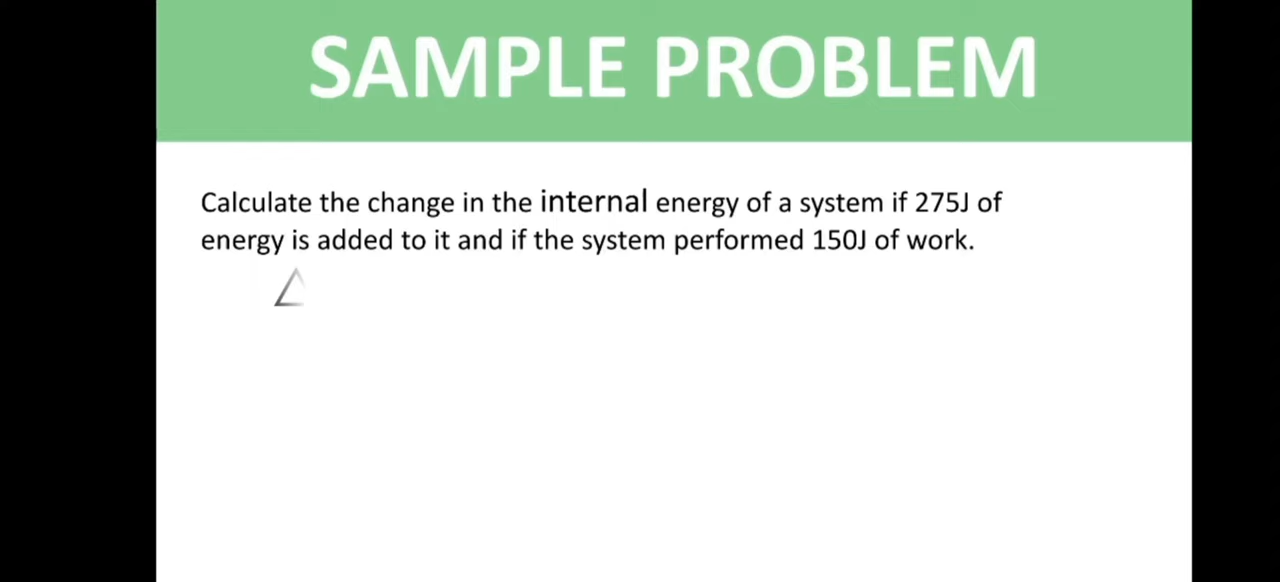 SAMPLE PROBLEM
Calculate the change in the internal energy of a system if 275J of
energy is added to it and if the system performed 150J of work.
Δ